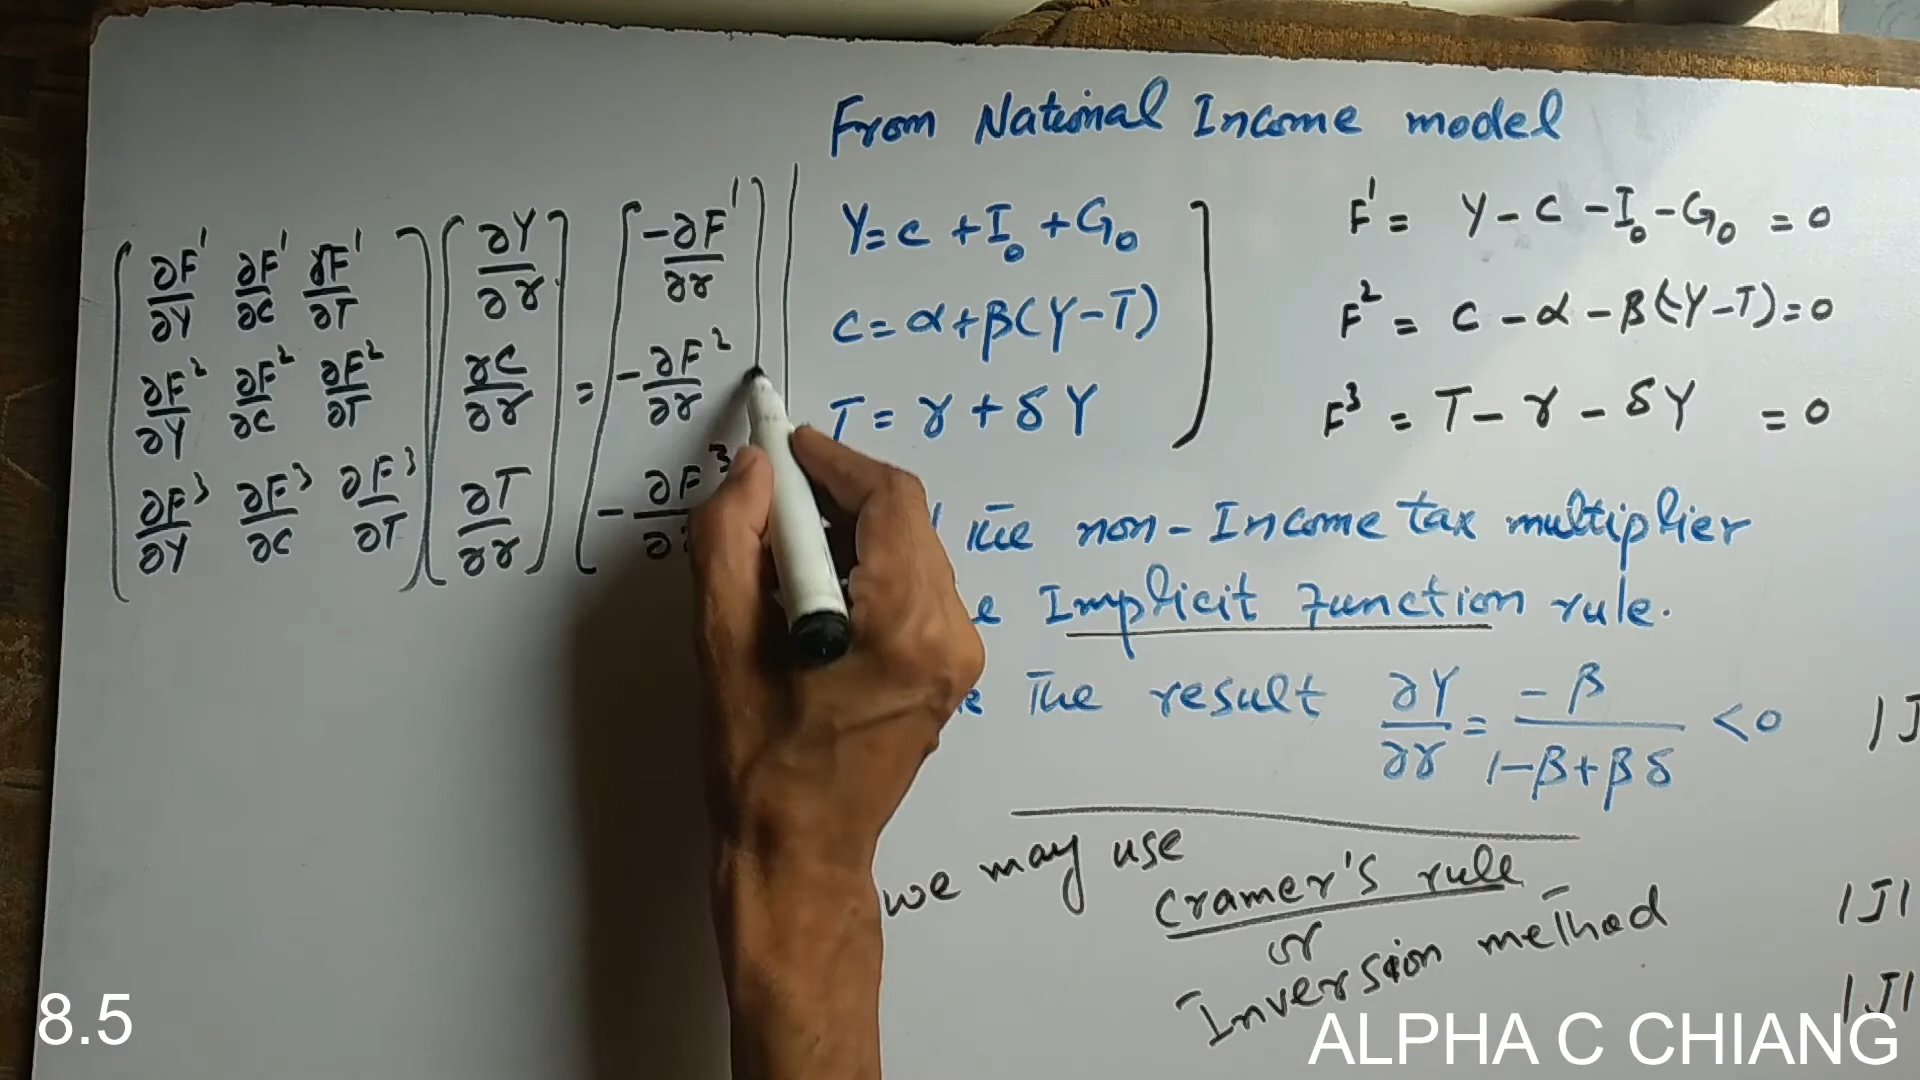 From National Income model
Y = C + I₀ + G₀
C = α + β(Y - T)
T = γ + δY
F¹ = Y - C - I₀ - G₀ = 0
F² = C - α - β(Y - T) = 0
F³ = T - γ - δY = 0
∂F¹/∂Y ∂F¹/∂C ∂F¹/∂T
∂F²/∂Y ∂F²/∂C ∂F²/∂T
∂F³/∂Y ∂F³/∂C ∂F³/∂T
∂Y/∂γ
∂C/∂γ
∂T/∂γ
=
-∂F¹/∂γ
-∂F²/∂γ
-∂F³
the non-Income tax multiplier
Implicit function rule.
The result ∂Y/∂γ = -β/(1-β+βδ) < 0
we may use
Cramer's rule
or
Inversion method
|J
|J|
|J|
8.5
ALPHA C CHIANG